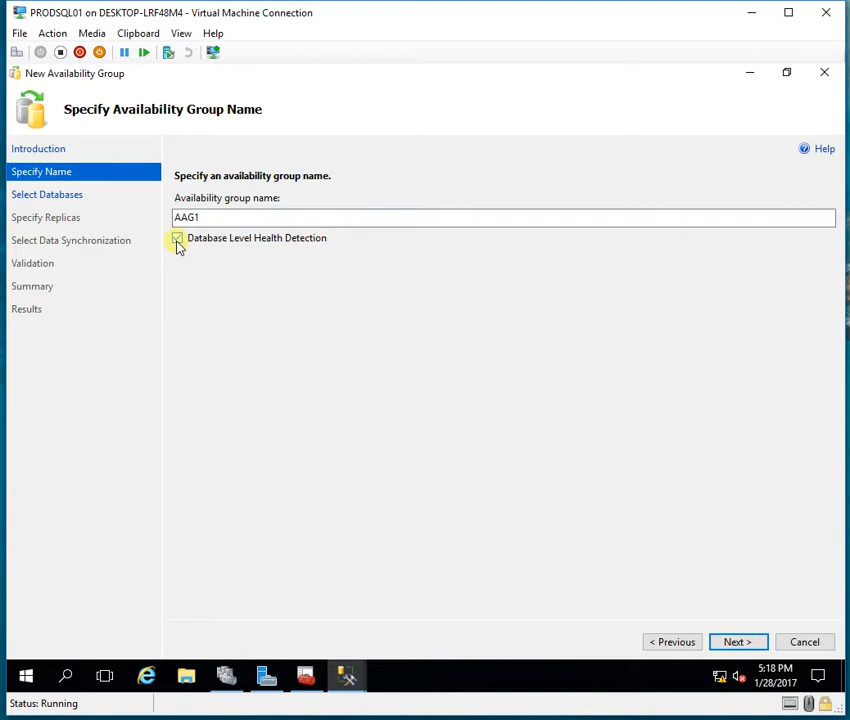 PRODSQL01 on DESKTOP-LRF48M4 - Virtual Machine Connection
File Action Media Clipboard View Help
New Availability Group
Specify Availability Group Name
Introduction
Help
Specify Name
Specify an availability group name.
Select Databases
Availability group name:
Specify Replicas
AAG1
Select Data Synchronization
Database Level Health Detection
Validation
Summary
Results
< Previous Next > Cancel
5:18 PM
1/28/2017
Status: Running